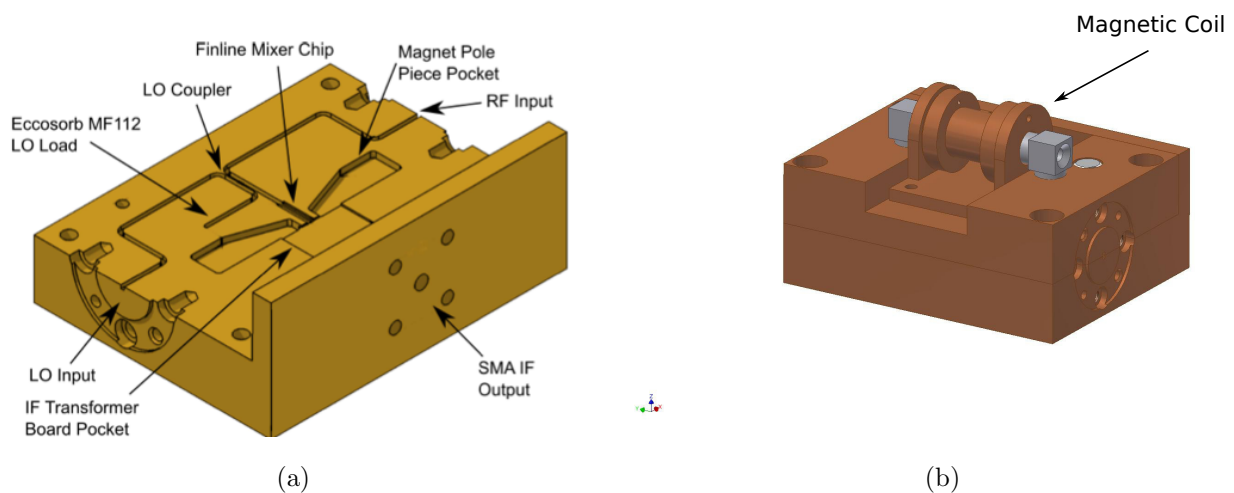 Finline Mixer Chip
Magnet Pole
Piece Pocket
LO Coupler
RF Input
Eccosorb MF112
LO Load
LO Input
IF Transformer
Board Pocket
SMA IF
Output
(a)
Magnetic Coil
Z
Y
X
(b)